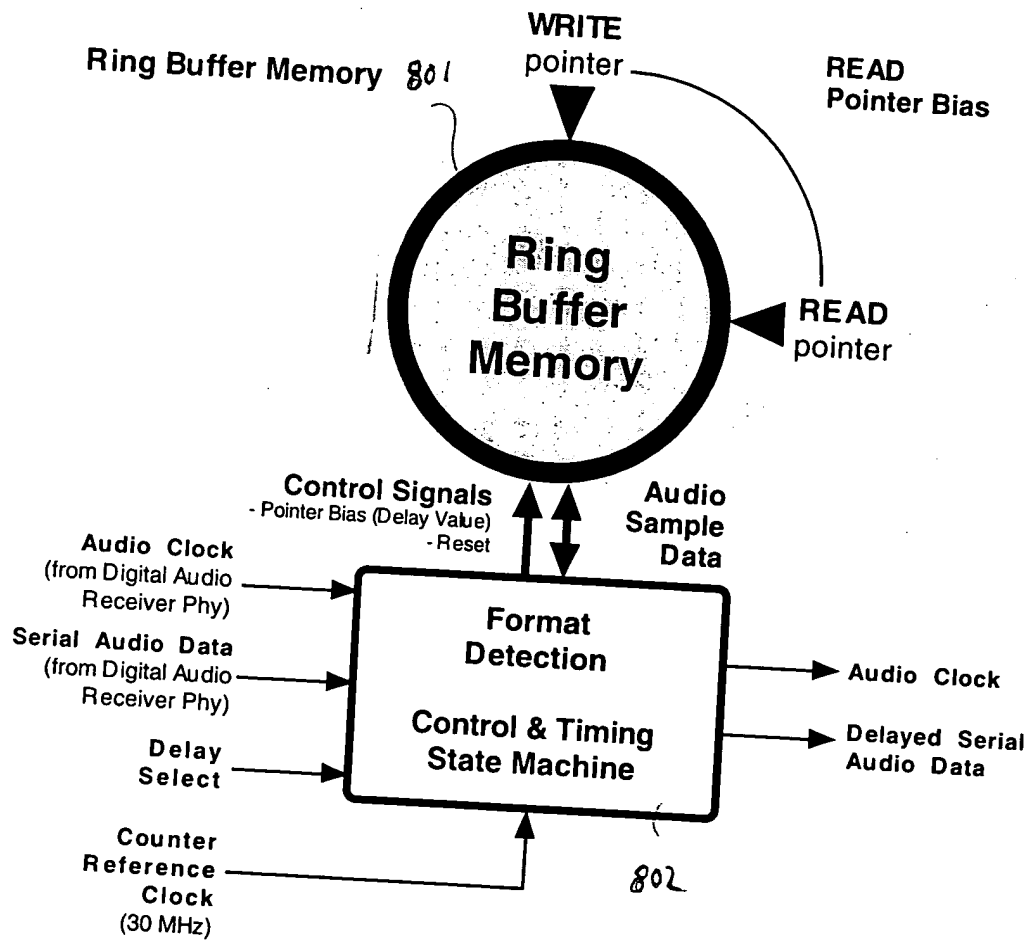 WRITE
pointer
Ring Buffer Memory 801
READ
Pointer Bias
Ring
Buffer
Memory
READ
pointer
Control Signals
- Pointer Bias (Delay Value)
- Reset
Audio
Sample
Data
Audio Clock
(from Digital Audio
Receiver Phy)
Serial Audio Data
(from Digital Audio
Receiver Phy)
Delay
Select
Counter
Reference
Clock
(30 MHz)
Format
Detection
Control & Timing
State Machine
Audio Clock
Delayed Serial
Audio Data
802